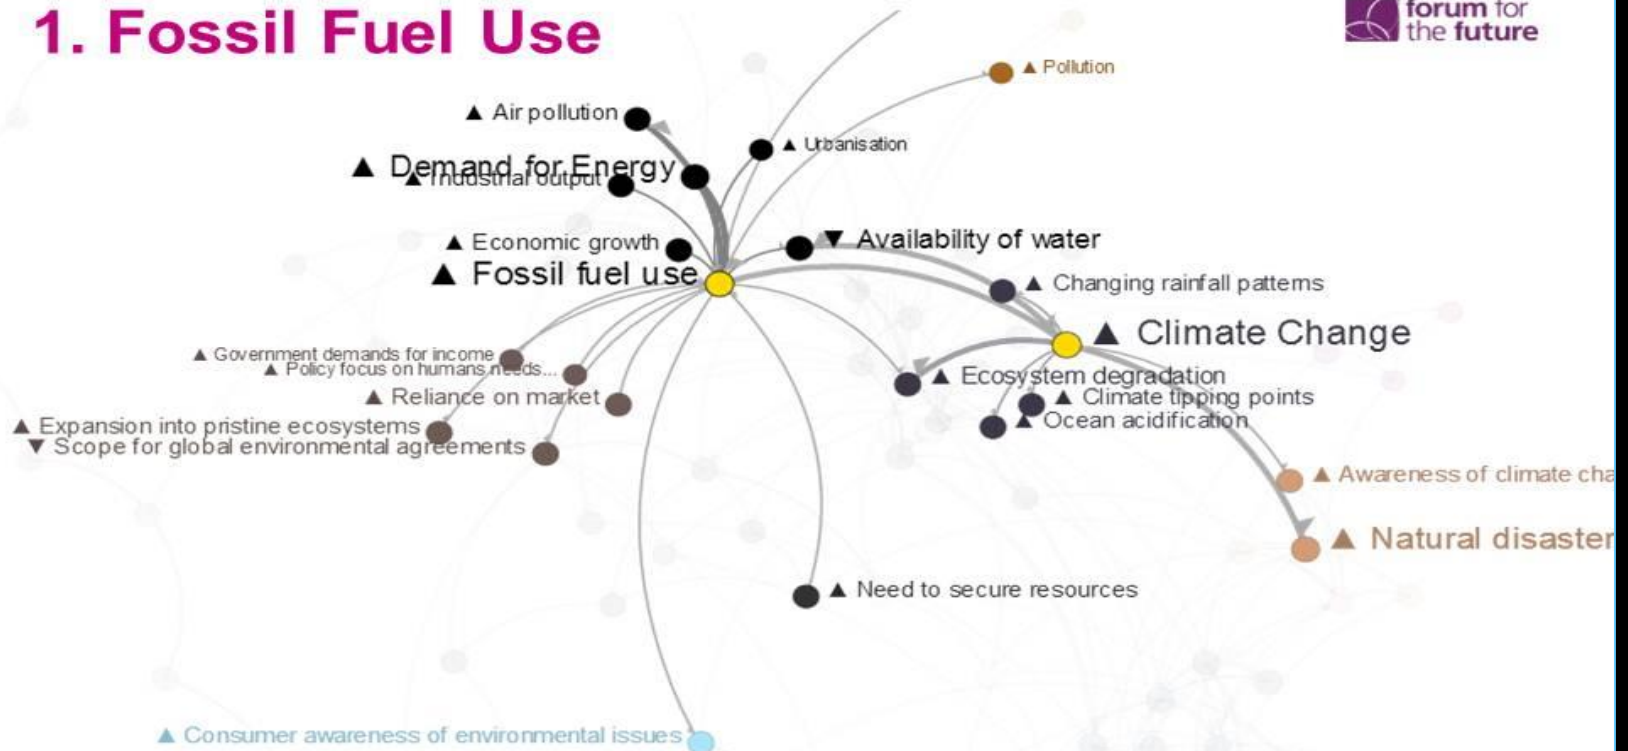 1. Fossil Fuel Use
forum for
the future
▲ Pollution
▲ Air pollution
▲ Urbanisation
▲ Demand for Energy
▲ Industrial output
▼ Availability of water
▲ Economic growth
▲ Fossil fuel use
▲ Changing rainfall patterns
▲ Climate Change
▲ Government demands for income
▲ Policy focus on humans needs...
▲ Ecosystem degradation
▲ Reliance on market
▲ Climate tipping points
▲ Ocean acidification
▲ Expansion into pristine ecosystems
▼ Scope for global environmental agreements
▲ Awareness of climate cha
▲ Natural disaster
▲ Need to secure resources
▲ Consumer awareness of environmental issues